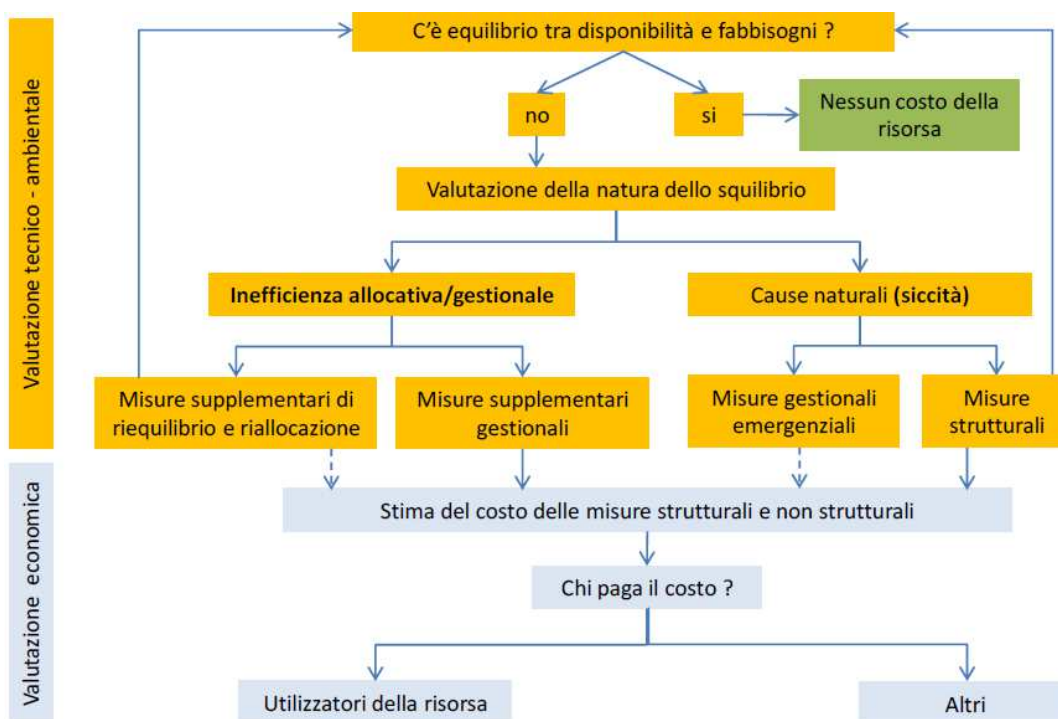 C'è equilibrio tra disponibilità e fabbisogni ?
no
si
Nessun costo della
risorsa
Valutazione della natura dello squilibrio
Inefficienza allocativa/gestionale
Cause naturali (siccità)
Misure supplementari di
riequilibrio e riallocazione
Misure supplementari
gestionali
Misure gestionali
emergenziali
Misure
strutturali
Valutazione tecnico - ambientale
Stima del costo delle misure strutturali e non strutturali
Chi paga il costo ?
Utilizzatori della risorsa
Altri
Valutazione economica